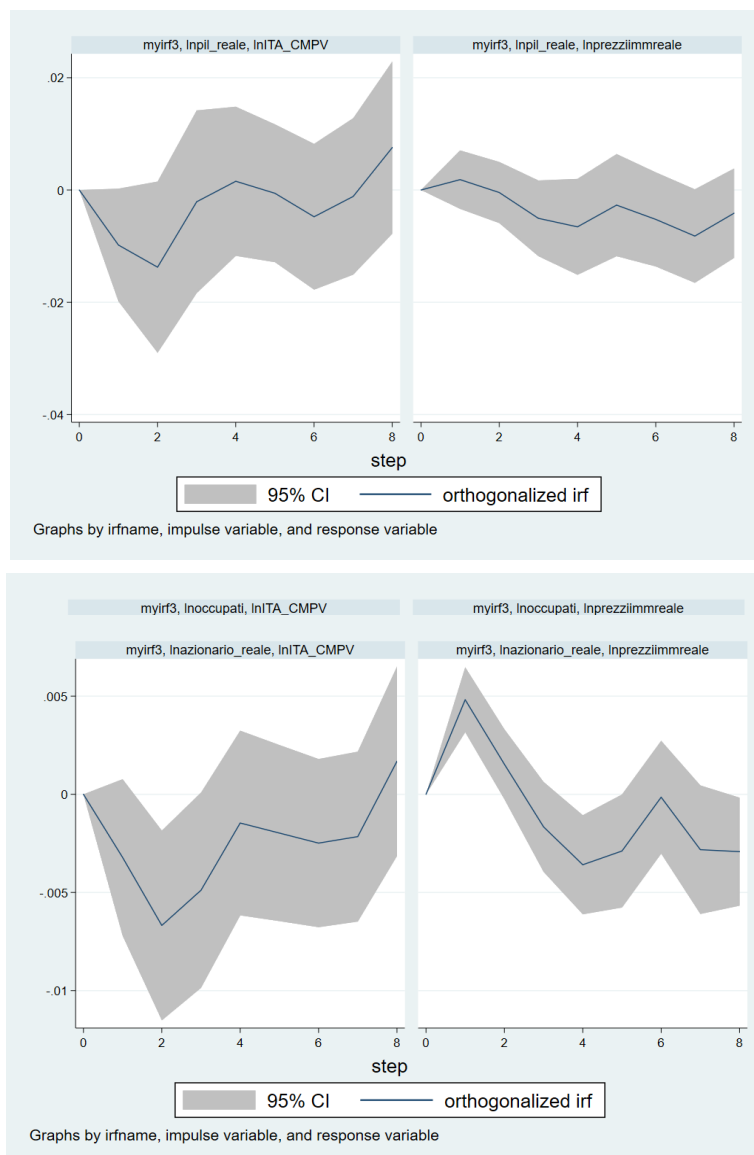 myirf3, lnpil_reale, lnITA_CMPV
myirf3, lnpil_reale, lnprezziimmreale
.02
0
-.02
-.04
0 2 4 6 8
0 2 4 6 8
step
95% CI
orthogonalized irf
Graphs by irfname, impulse variable, and response variable
myirf3, lnoccupati, lnITA_CMPV
myirf3, lnoccupati, lnprezziimmreale
myirf3, lnazionario_reale, lnITA_CMPV
myirf3, lnazionario_reale, lnprezziimmreale
.005
0
-.005
-.01
0 2 4 6 8
0 2 4 6 8
step
95% CI
orthogonalized irf
Graphs by irfname, impulse variable, and response variable